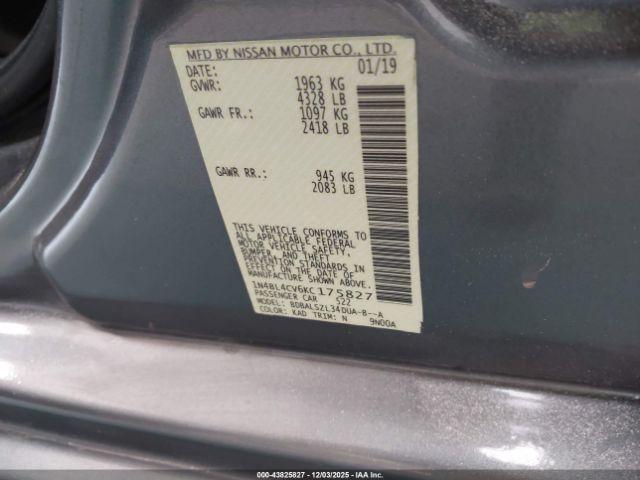 MFD BY NISSAN MOTOR CO., LTD.
DATE: 01/19
GVWR: 1963 KG
4328 LB
GAWR FR.: 1097 KG
2418 LB
GAWR RR.: 945 KG
2083 LB
THIS VEHICLE CONFORMS TO
ALL APPLICABLE FEDERAL
MOTOR VEHICLE SAFETY,
BUMPER, AND THEFT
PREVENTION STANDARDS IN
EFFECT ON THE DATE OF
MANUFACTURE SHOWN ABOVE.
1N4BL4CV6KC175827
PASSENGER CAR 522
MODEL: BDBALSZL34DUA-B--A
COLOR: KAD TRIM: N 9N00A
000-43825827 - 12/03/2025 - IAAI.COM